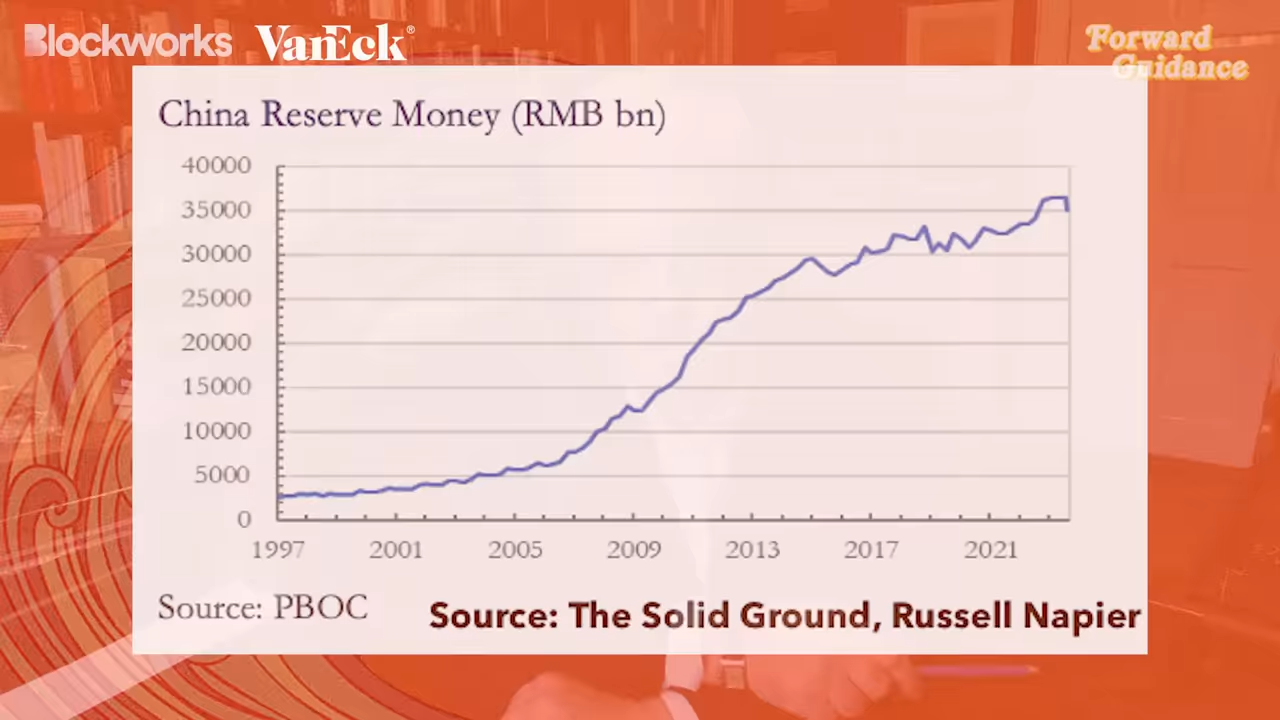 Blockworks VanEck®
Forward
Guidance
China Reserve Money (RMB bn)
40000
35000
30000
25000
20000
15000
10000
5000
0
1997 2001 2005 2009 2013 2017 2021
Source: PBOC Source: The Solid Ground, Russell Napier